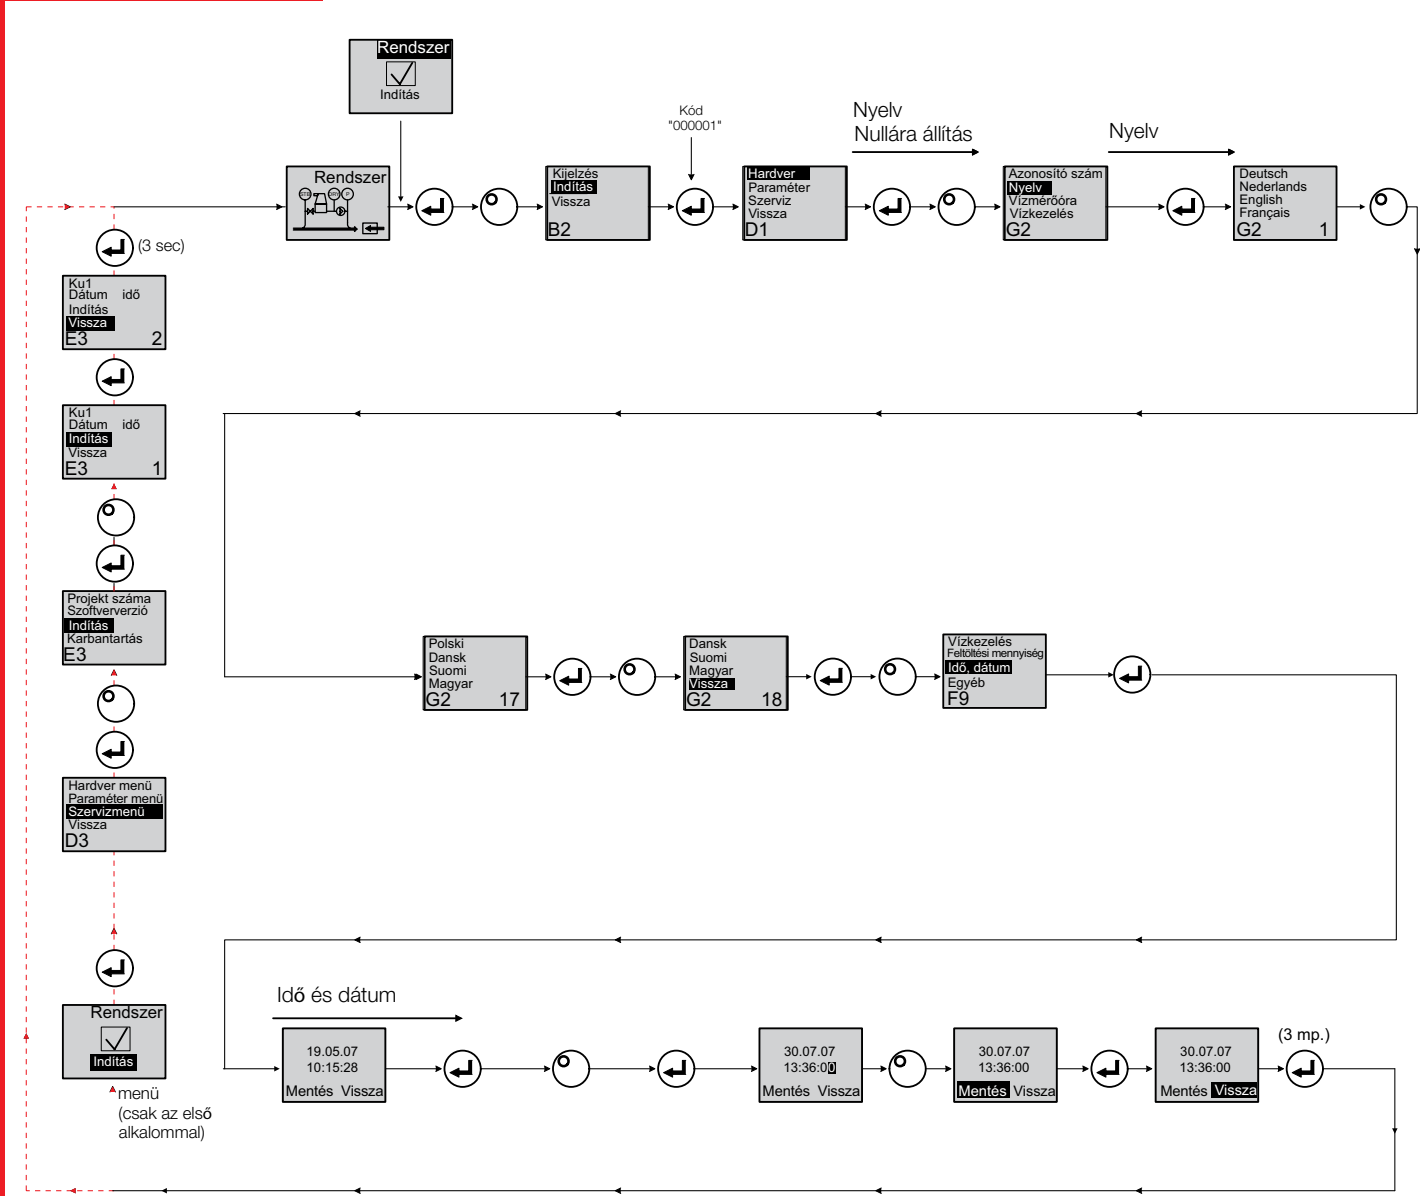 Rendszer
Indítás
Kód
"000001"
Nyelv
Nullára állítás
Nyelv
Rendszer
STB
DRY
P
Kijelzés
Indítás
Vissza
B2
Hardver
Paraméter
Szerviz
Vissza
D1
Azonosító szám
Nyelv
Vízmérőóra
Vízkezelés
G2
Deutsch
Nederlands
English
Français
G2 1
(3 sec)
Ku1
Dátum idő
Indítás
Vissza
E3 2
Ku1
Dátum idő
Indítás
Vissza
E3 1
Projekt száma
Szoftververzió
Indítás
Karbantartás
E3
Hardver menü
Paraméter menü
Szervizmenü
Vissza
D3
Rendszer
Indítás
menü
(csak az első
alkalommal)
Polski
Dansk
Suomi
Magyar
G2 17
Dansk
Suomi
Magyar
Vissza
G2 18
Vízkezelés
Feltöltési mennyiség
Idő, dátum
Egyéb
F9
Idő és dátum
19.05.07
10:15:28
Mentés Vissza
30.07.07
13:36:00
Mentés Vissza
30.07.07
13:36:00
Mentés Vissza
30.07.07
13:36:00
Mentés Vissza
(3 mp.)